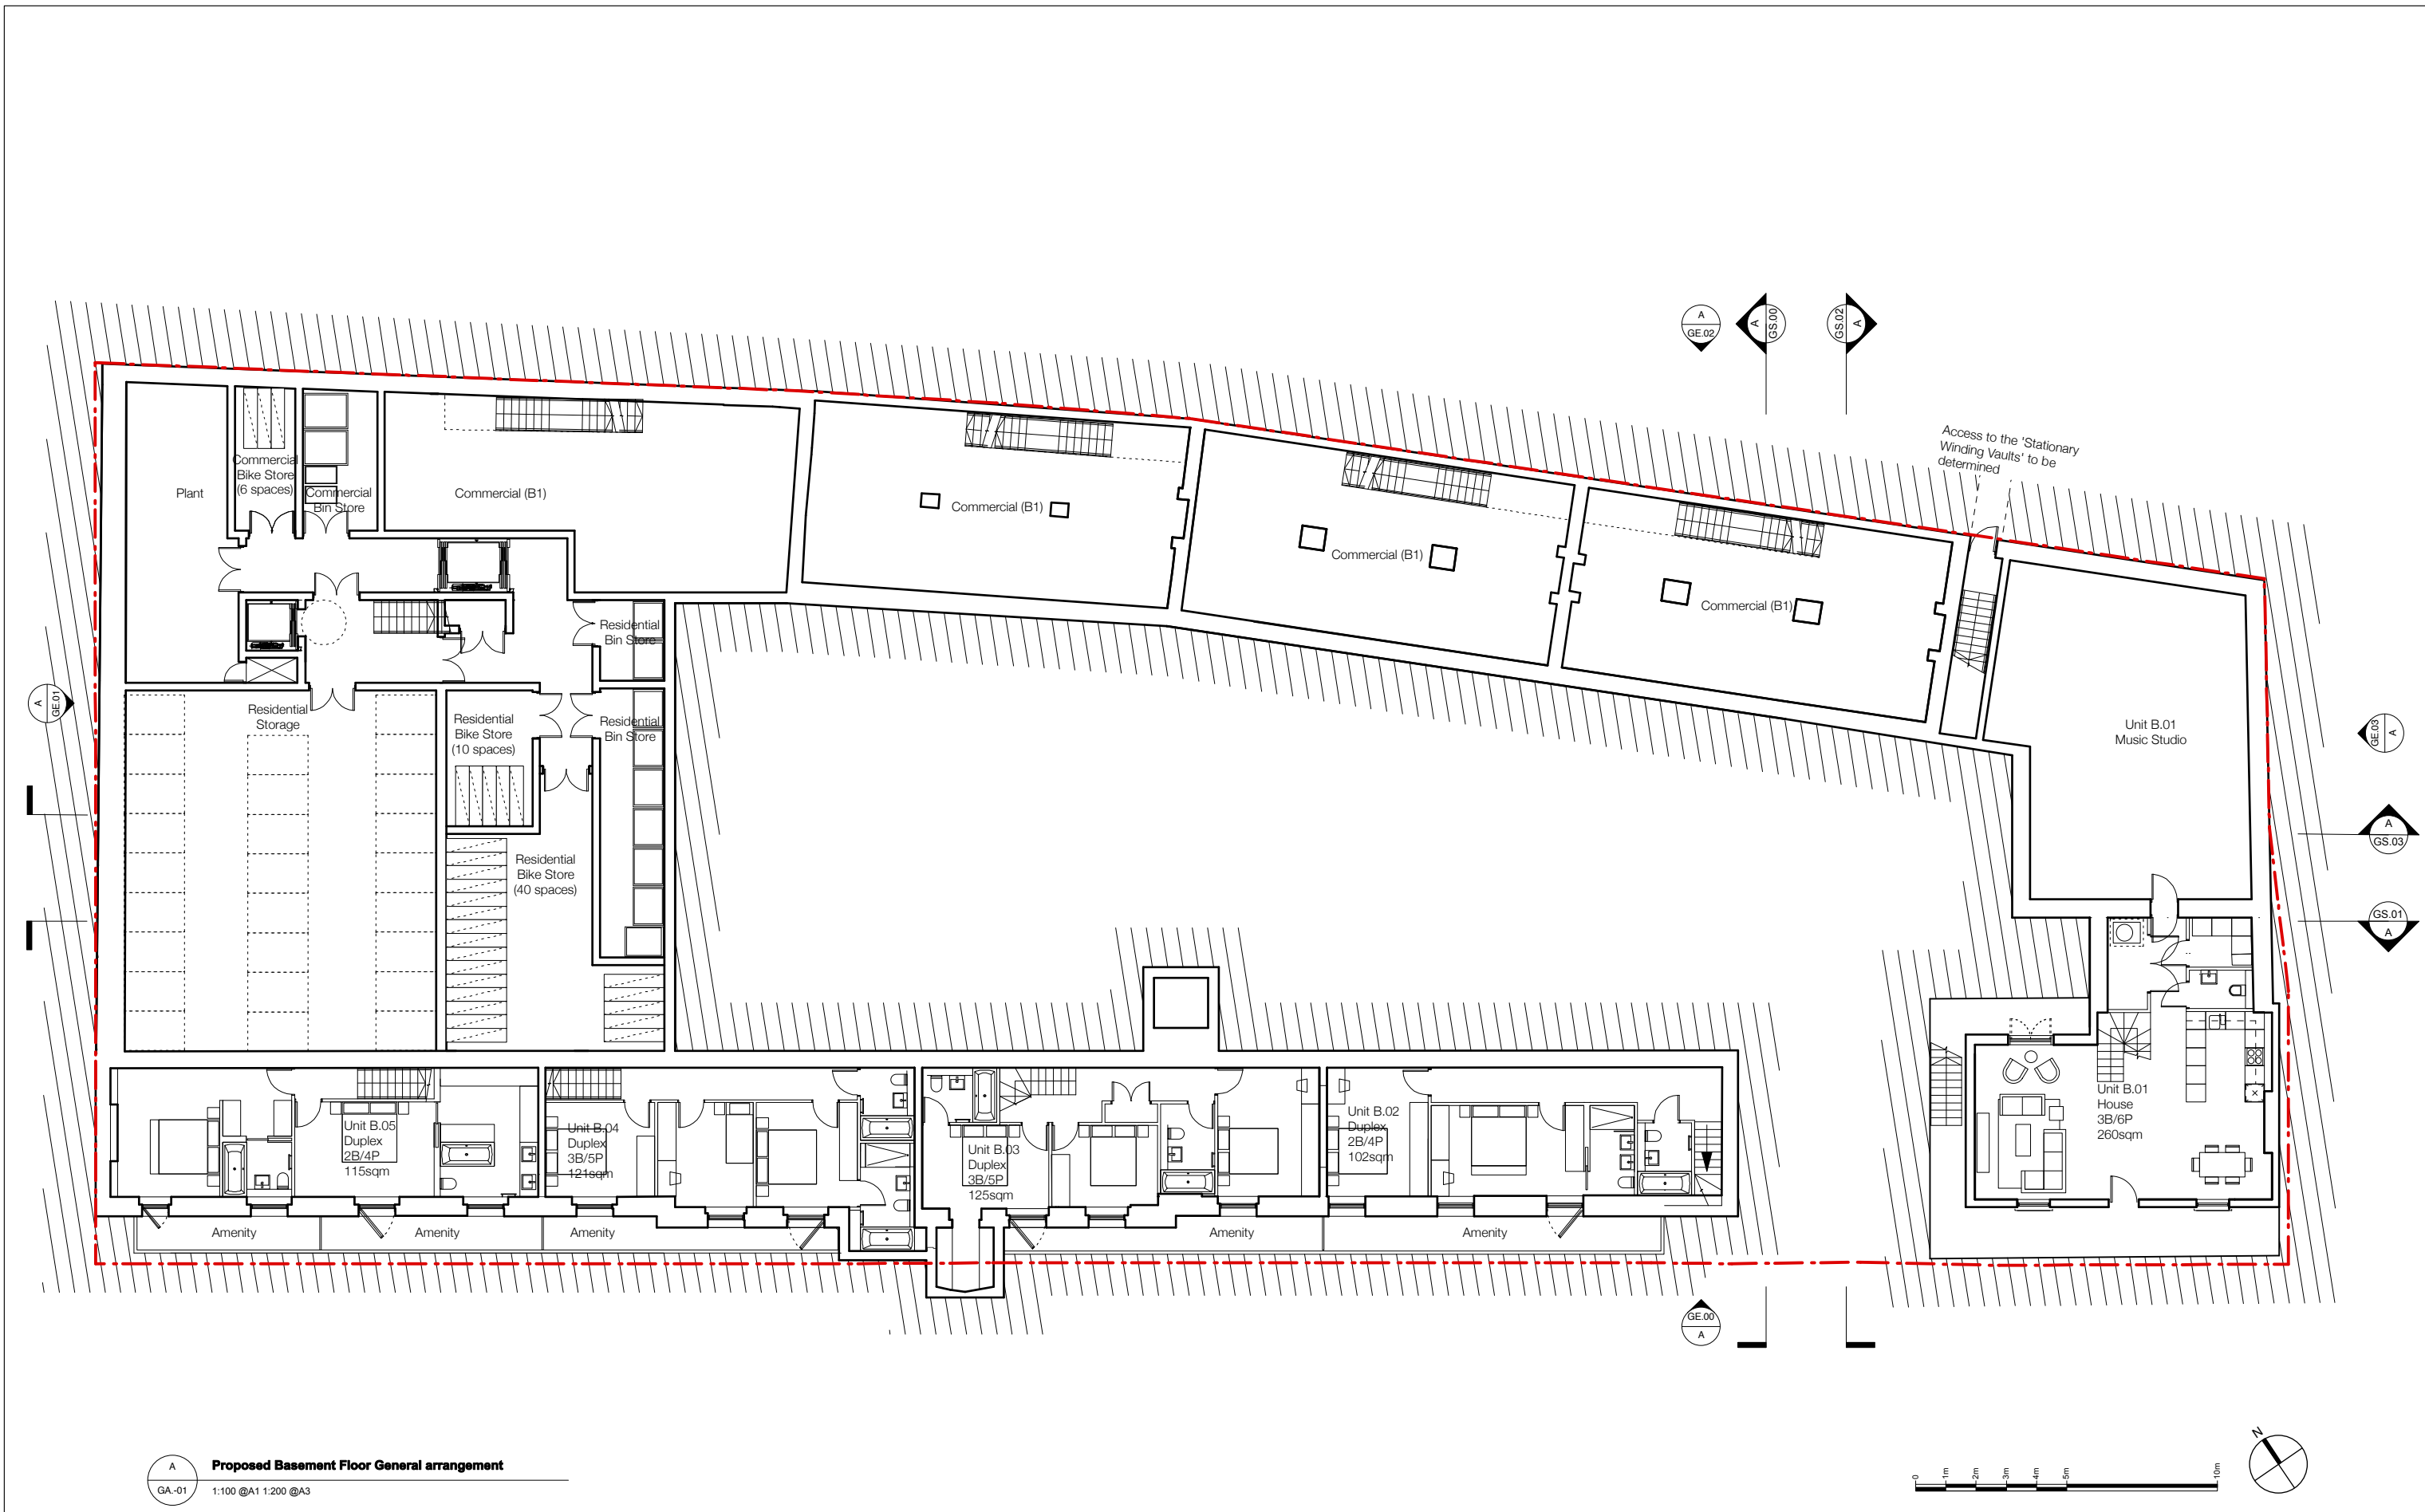 A
GE.02
A
GS.00
GS.02
A
Access to the 'Stationary
Winding Vaults' to be
determined
Plant
Commercial
Bike Store
(6 spaces)
Commercial
Bin Store
Commercial (B1)
Commercial (B1)
Commercial (B1)
Commercial (B1)
Residential
Bin Store
A
GE.01
Residential
Storage
Residential
Bike Store
(10 spaces)
Residential
Bin Store
Unit B.01
Music Studio
GE.03
A
A
GS.03
Residential
Bike Store
(40 spaces)
GS.01
A
Unit B.05
Duplex
2B/4P
115sqm
Unit B.04
Duplex
3B/5P
121sqm
Unit B.03
Duplex
3B/5P
125sqm
Unit B.02
Duplex
2B/4P
102sqm
Unit B.01
House
3B/6P
260sqm
Amenity
Amenity
Amenity
Amenity
Amenity
GE.00
A
A
GA.-01
Proposed Basement Floor General arrangement
1:100 @A1 1:200 @A3
0
1m
2m
3m
4m
5m
10m
N